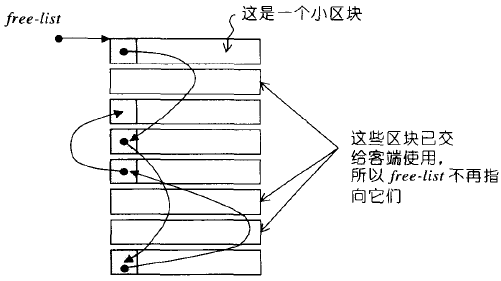 free-list
这是一个小区块
这些区块已交
给客端使用，
所以 free-list 不再指
向它们